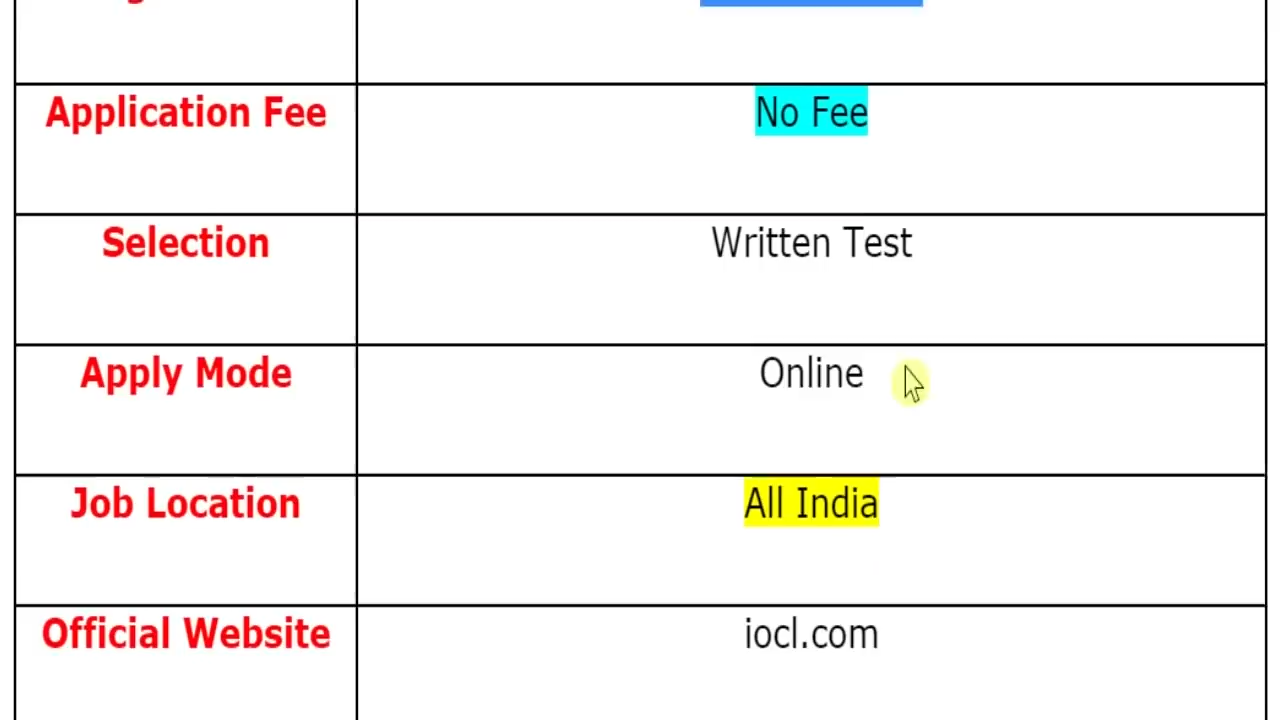 Application Fee No Fee
Selection Written Test
Apply Mode Online
Job Location All India
Official Website iocl.com